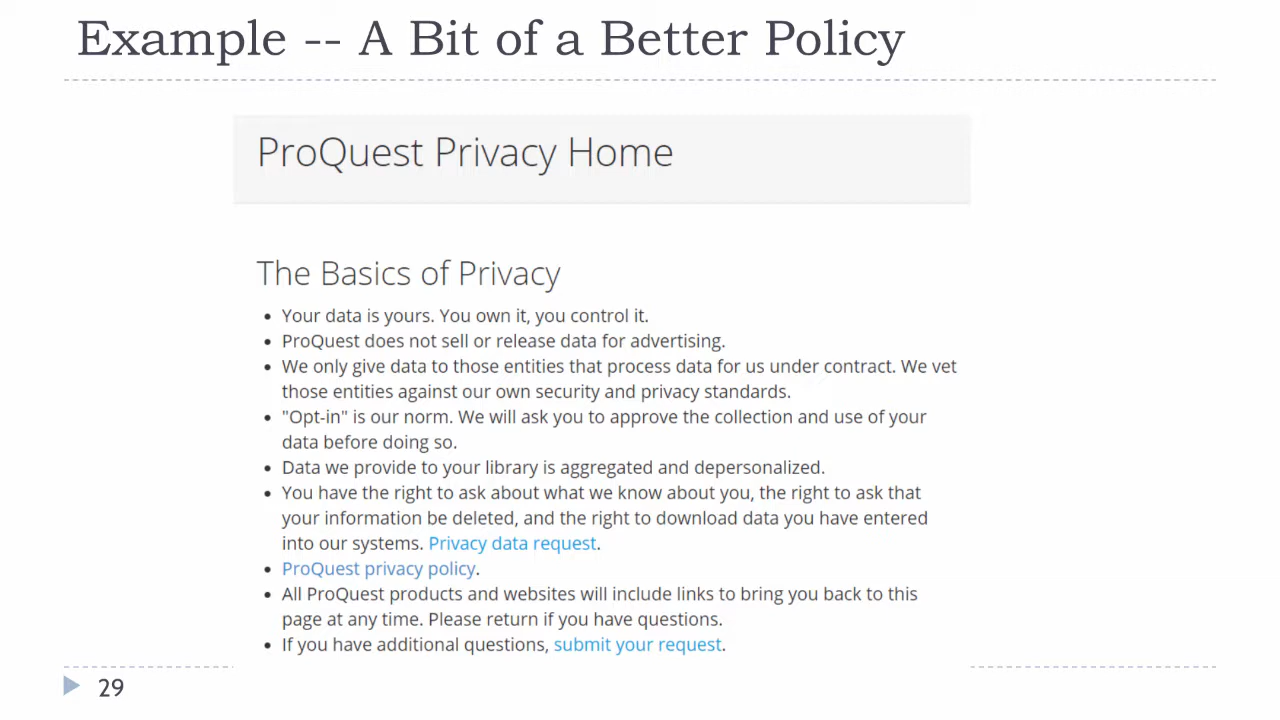 Example -- A Bit of a Better Policy
ProQuest Privacy Home
The Basics of Privacy
• Your data is yours. You own it, you control it.
• ProQuest does not sell or release data for advertising.
• We only give data to those entities that process data for us under contract. We vet
those entities against our own security and privacy standards.
• "Opt-in" is our norm. We will ask you to approve the collection and use of your
data before doing so.
• Data we provide to your library is aggregated and depersonalized.
• You have the right to ask about what we know about you, the right to ask that
your information be deleted, and the right to download data you have entered
into our systems. Privacy data request.
• ProQuest privacy policy.
• All ProQuest products and websites will include links to bring you back to this
page at any time. Please return if you have questions.
• If you have additional questions, submit your request.
29